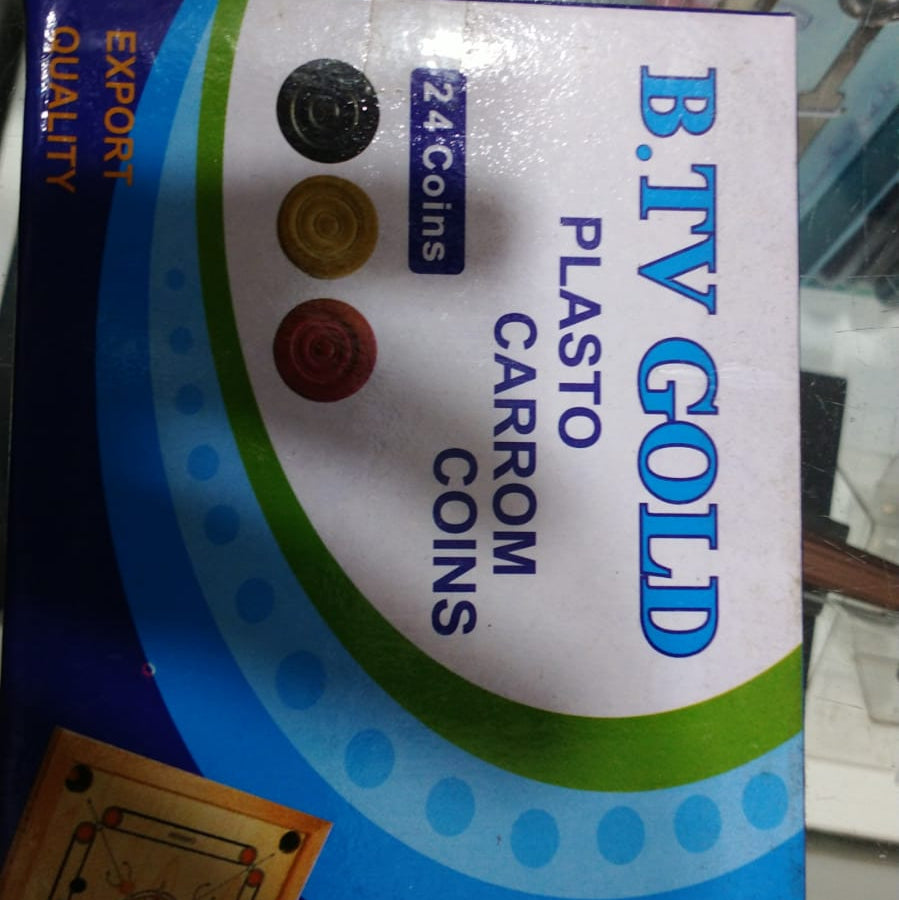 B.TV GOLD
PLASTO
CARROM
COINS
24 Coins
EXPORT
QUALITY